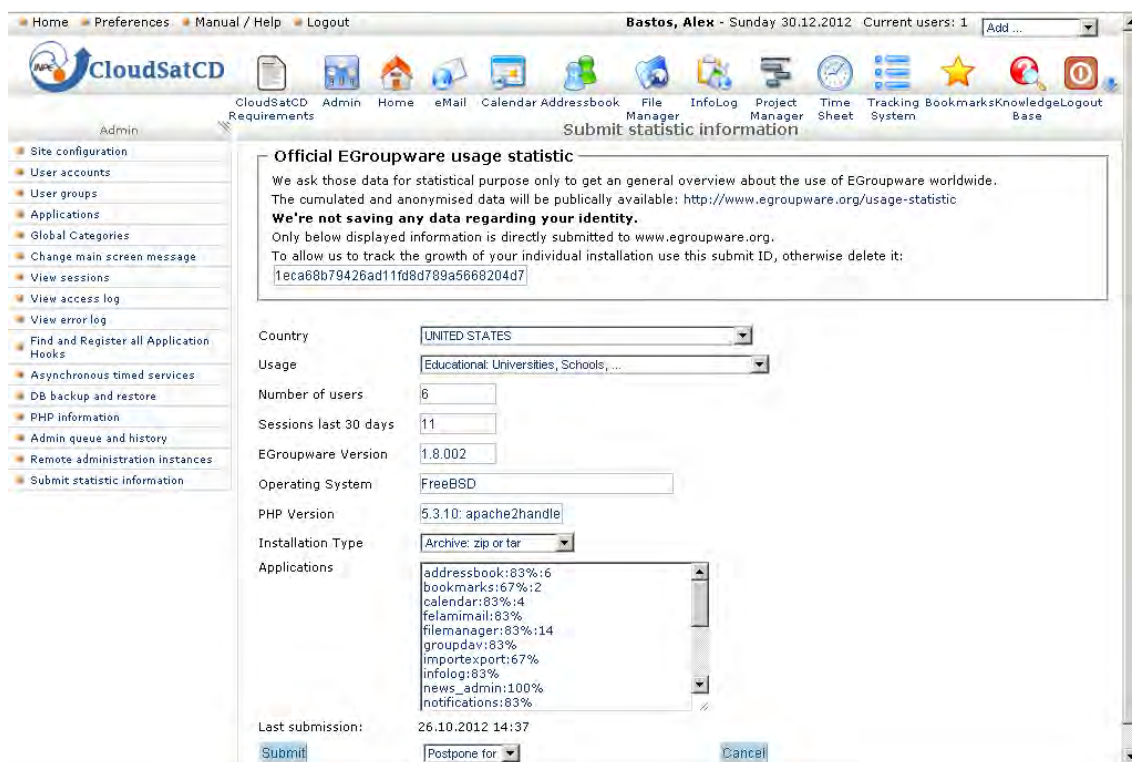 Home Preferences Manual / Help Logout
Bastos, Alex - Sunday 30.12.2012 Current users: 1 Add ...
INPE CloudSatCD
CloudSatCD Requirements
Admin
Home
eMail
Calendar
Addressbook
File Manager
InfoLog
Project Manager
Time Sheet
Tracking System
Bookmarks
Knowledge Base
Logout
Admin
Site configuration
User accounts
User groups
Applications
Global Categories
Change main screen message
View sessions
View access log
View error log
Find and Register all Application
Hooks
Asynchronous timed services
DB backup and restore
PHP information
Admin queue and history
Remote administration instances
Submit statistic information
Submit statistic information
Official EGroupware usage statistic
We ask those data for statistical purpose only to get an general overview about the use of EGroupware worldwide.
The cumulated and anonymised data will be publically available: http://www.egroupware.org/usage-statistic
We're not saving any data regarding your identity.
Only below displayed information is directly submitted to www.egroupware.org.
To allow us to track the growth of your individual installation use this submit ID, otherwise delete it:
1eca68b79426ad11fd8d789a5668204d7
Country UNITED STATES
Usage Educational: Universities, Schools, ...
Number of users 6
Sessions last 30 days 11
EGroupware Version 1.8.002
Operating System FreeBSD
PHP Version 5.3.10: apache2handle
Installation Type Archive: zip or tar
Applications
addressbook:83%:6
bookmarks:67%:2
calendar:83%:4
felamimail:83%
filemanager:83%:14
groupdav:83%
importexport:67%
infolog:83%
news_admin:100%
notifications:83%
Last submission: 26.10.2012 14:37
Submit Postpone for Cancel